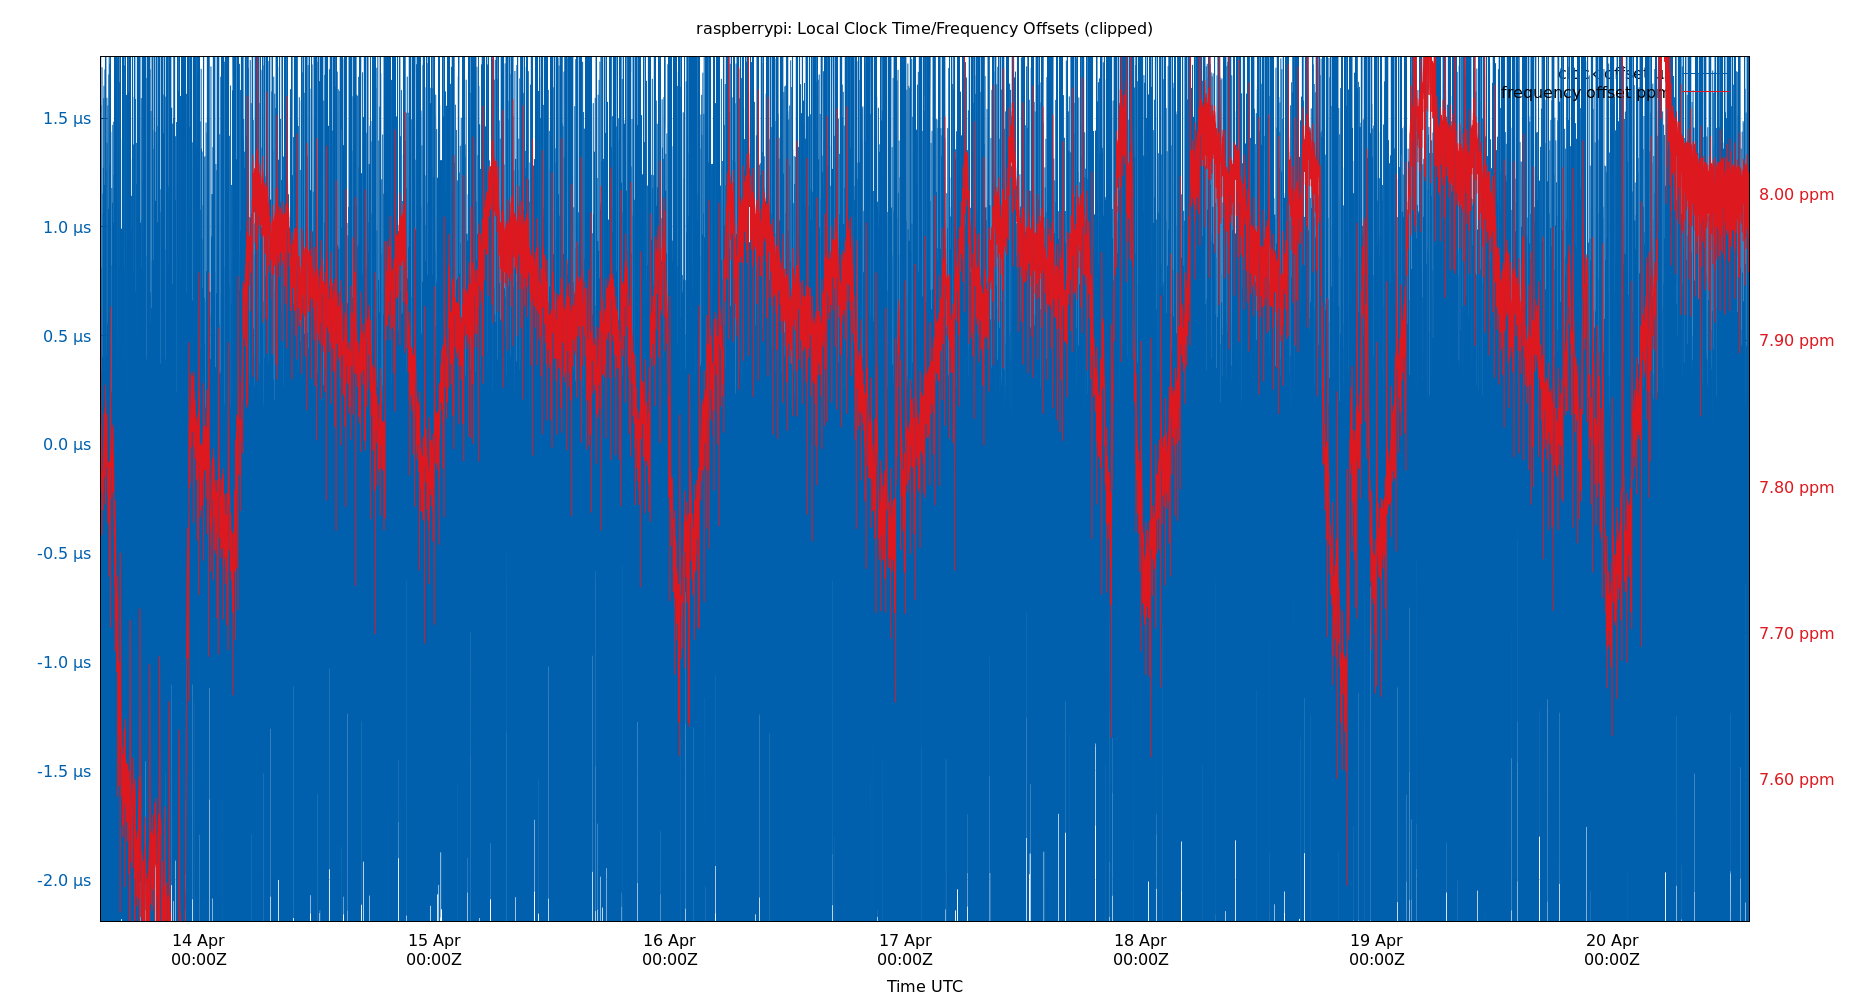 raspberrypi: Local Clock Time/Frequency Offsets (clipped)
clock offset µs
frequency offset ppm
1.5 µs
1.0 µs
0.5 µs
0.0 µs
-0.5 µs
-1.0 µs
-1.5 µs
-2.0 µs
8.00 ppm
7.90 ppm
7.80 ppm
7.70 ppm
7.60 ppm
14 Apr
00:00Z
15 Apr
00:00Z
16 Apr
00:00Z
17 Apr
00:00Z
18 Apr
00:00Z
19 Apr
00:00Z
20 Apr
00:00Z
Time UTC